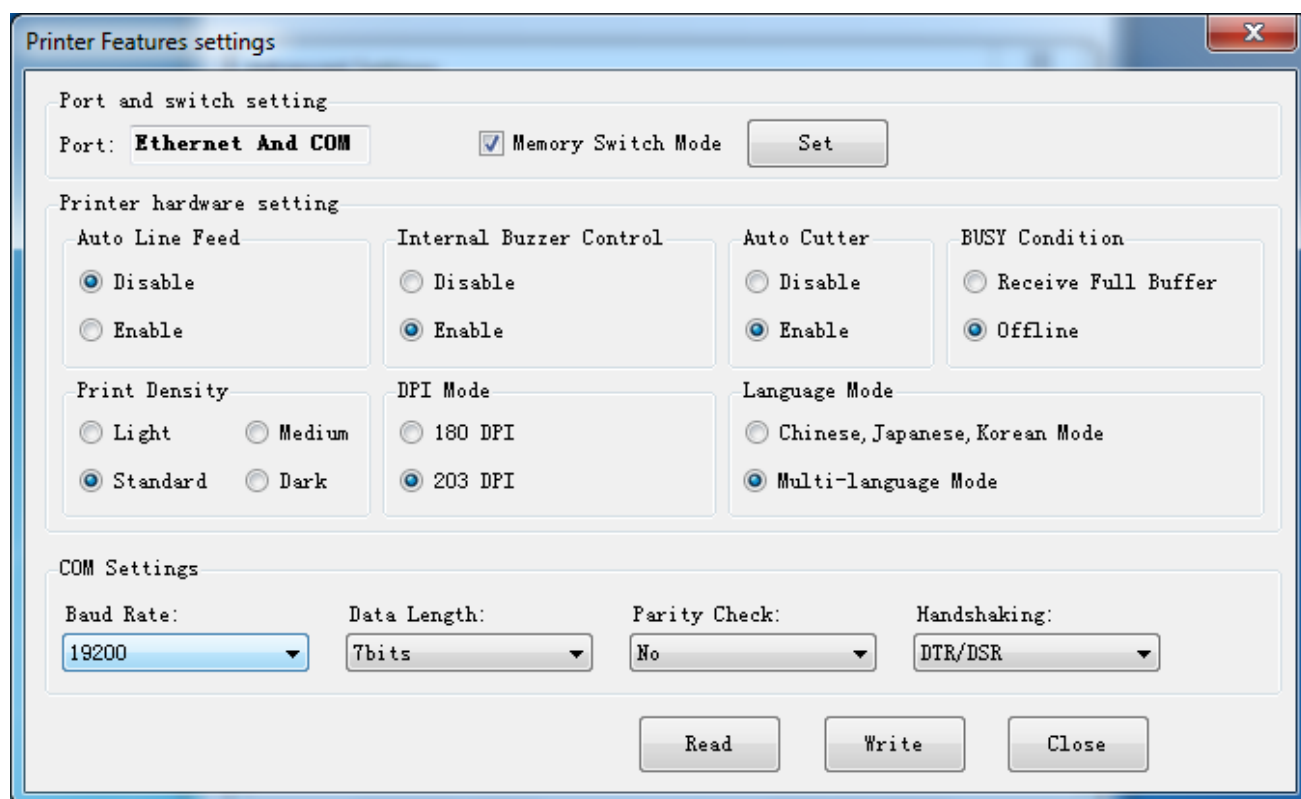 Printer Features settings
Port and switch setting
Port: Ethernet And COM Memory Switch Mode Set
Printer hardware setting
Auto Line Feed Internal Buzzer Control Auto Cutter BUSY Condition
Disable Disable Disable Receive Full Buffer
Enable Enable Enable Offline
Print Density DPI Mode Language Mode
Light Medium 180 DPI Chinese,Japanese,Korean Mode
Standard Dark 203 DPI Multi-language Mode
COM Settings
Baud Rate: Data Length: Parity Check: Handshaking:
19200 7bits No DTR/DSR
Read Write Close